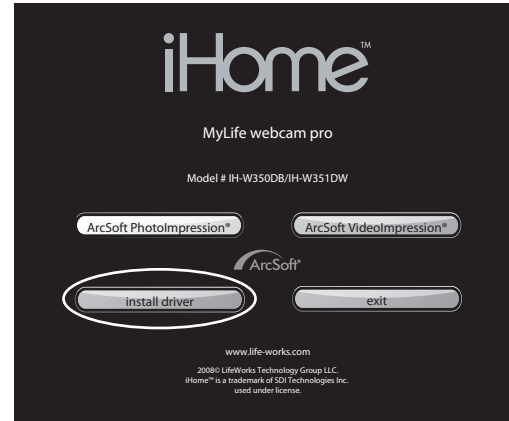 iHome™
MyLife webcam pro
Model # IH-W350DB/IH-W351DW
ArcSoft PhotoImpression® ArcSoft VideoImpression®
ArcSoft®
install driver exit
www.life-works.com
2008© LifeWorks Technology Group LLC.
iHome™ is a trademark of SDI Technologies Inc.
used under license.